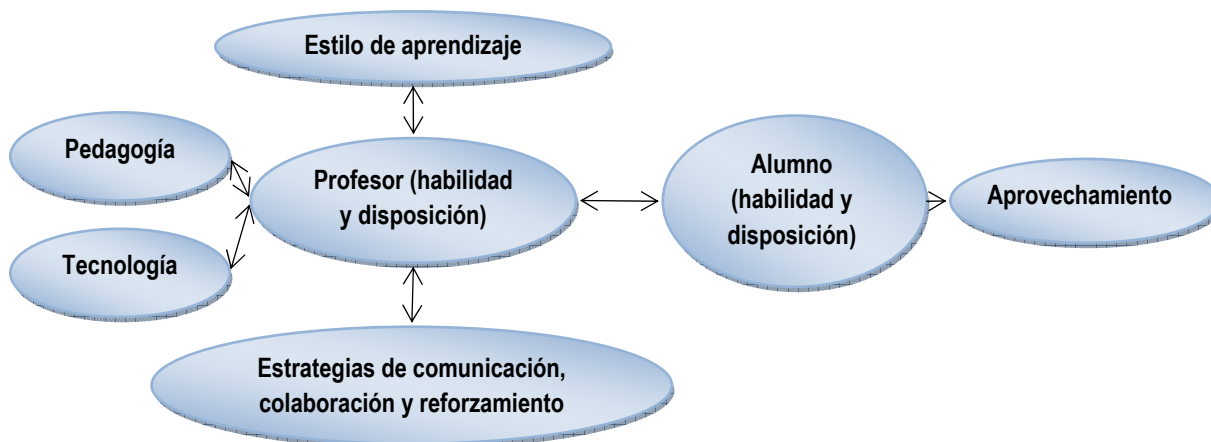 Estilo de aprendizaje
Pedagogía
Profesor (habilidad
y disposición)
Alumno
(habilidad y
disposición)
Aprovechamiento
Tecnología
Estrategias de comunicación,
colaboración y reforzamiento